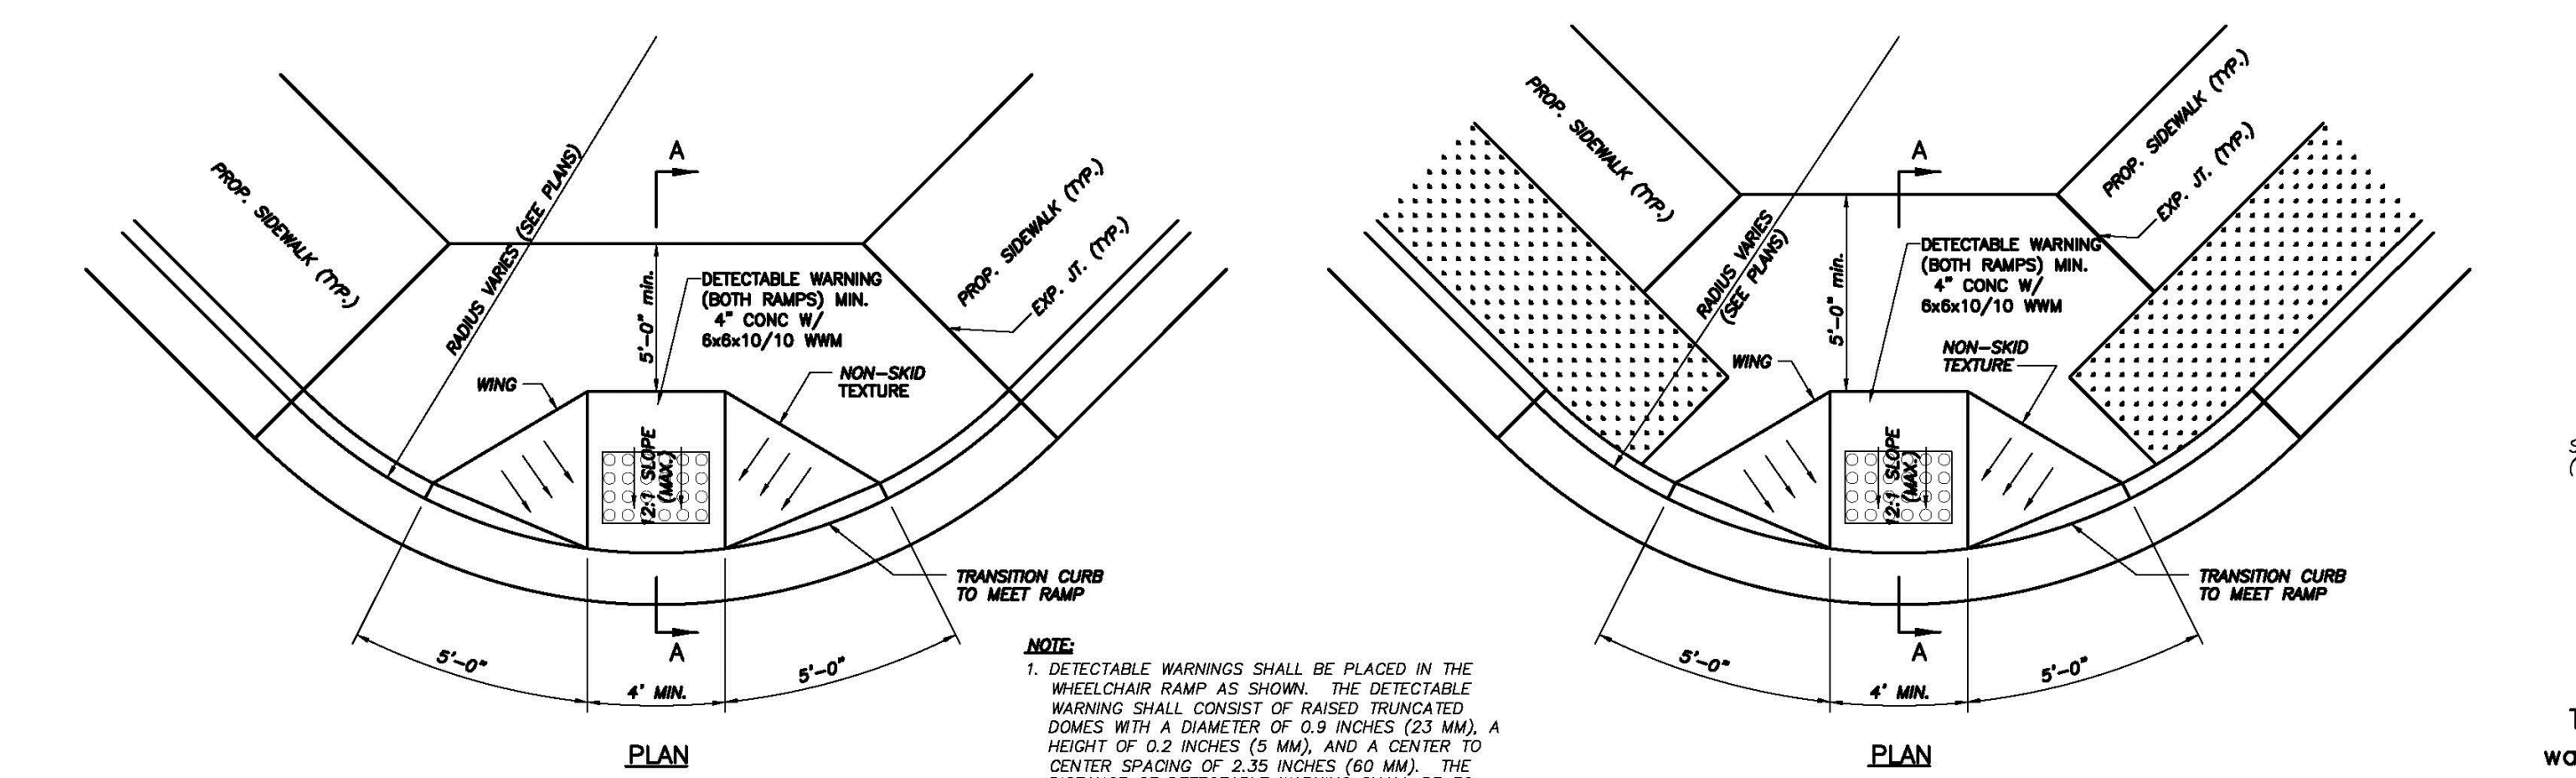 PROP. SIDEWALK (TYP.)
RADIUS VARIES (SEE PLANS)
A
PROP. SIDEWALK (TYP.)
EXP. JT. (TYP.)
5'-0" min.
DETECTABLE WARNING
(BOTH RAMPS) MIN.
4" CONC W/
6x6x10/10 WWM
WING
NON-SKID
TEXTURE
12:1 SLOPE
(MAX.)
TRANSITION CURB
TO MEET RAMP
A
5'-0"
4' MIN.
5'-0"
PLAN
NOTE:
1. DETECTABLE WARNINGS SHALL BE PLACED IN THE
WHEELCHAIR RAMP AS SHOWN. THE DETECTABLE
WARNING SHALL CONSIST OF RAISED TRUNCATED
DOMES WITH A DIAMETER OF 0.9 INCHES (23 MM), A
HEIGHT OF 0.2 INCHES (5 MM), AND A CENTER TO
CENTER SPACING OF 2.35 INCHES (60 MM). THE
PROP. SIDEWALK (TYP.)
RADIUS VARIES
(SEE PLANS)
A
PROP. SIDEWALK (TYP.)
EXP. JT. (TYP.)
5'-0" min.
DETECTABLE WARNING
(BOTH RAMPS) MIN.
4" CONC W/
6x6x10/10 WWM
WING
NON-SKID
TEXTURE
12:1 SLOPE
(MAX.)
TRANSITION CURB
TO MEET RAMP
A
5'-0"
4' MIN.
5'-0"
PLAN